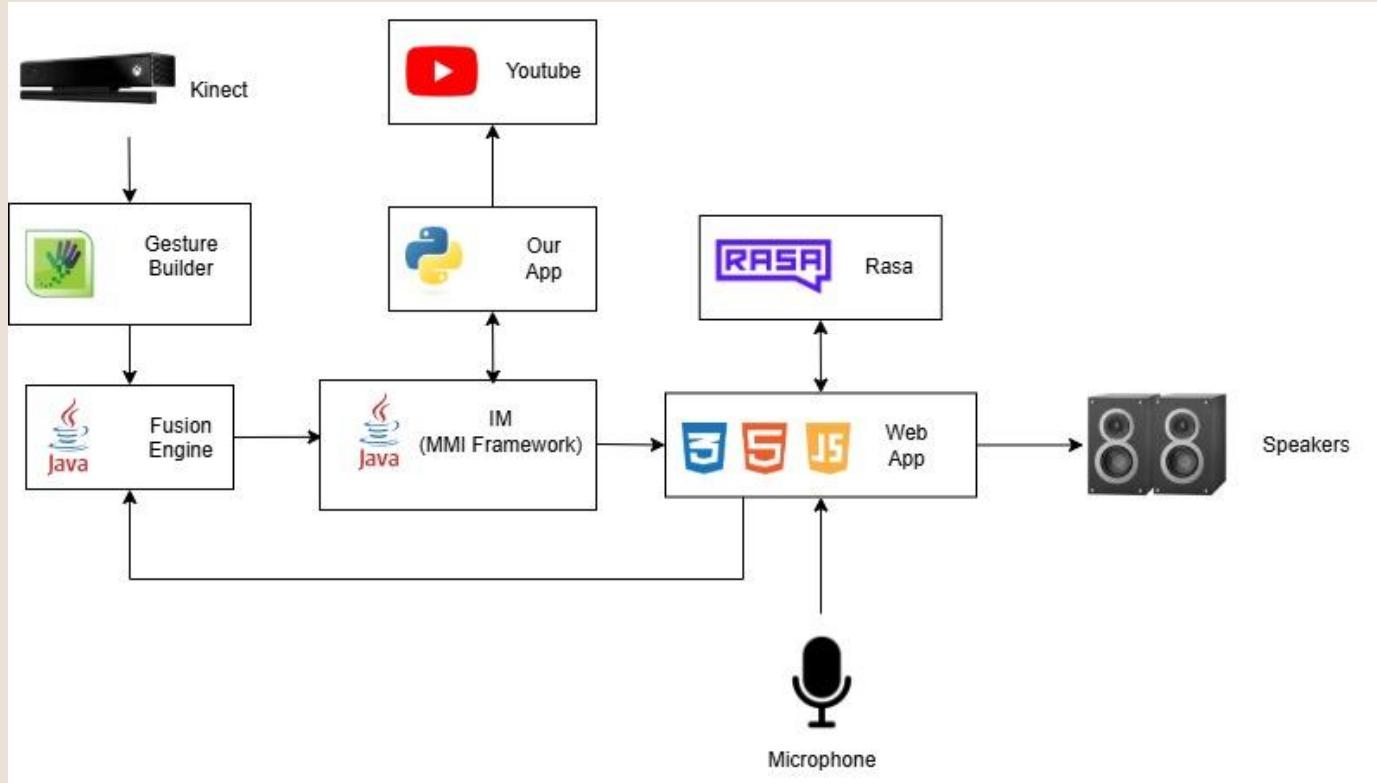 Kinect
Youtube
Gesture
Builder
Our
App
RASA
Rasa
Java
Fusion
Engine
Java
IM
(MMI Framework)
3
5
JS
Web
App
Speakers
Microphone